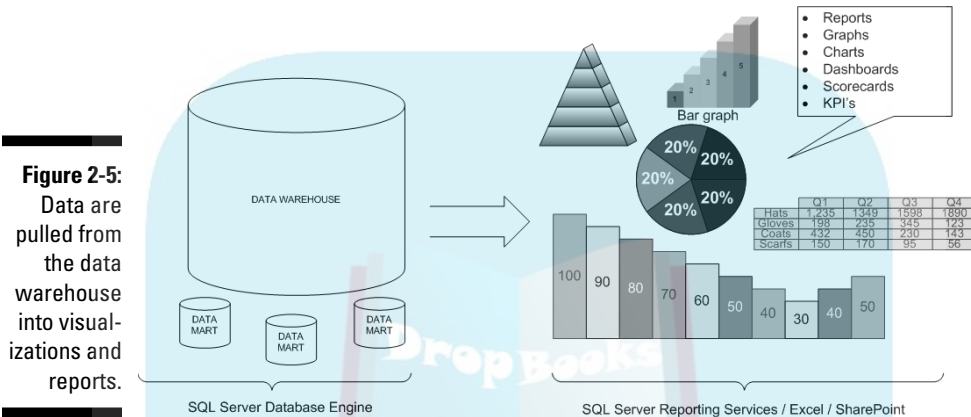 Figure 2-5:
Data are
pulled from
the data
warehouse
into visual-
izations and
reports.
DATA WAREHOUSE
DATA
MART
DATA
MART
DATA
MART
SQL Server Database Engine
1
2
3
4
5
Bar graph
• Reports
• Graphs
• Charts
• Dashboards
• Scorecards
• KPI's
20%
20%
20%
20%
20%
Q1 Q2 Q3 Q4
Hats 1,235 1349 1598 1890
Gloves 198 235 345 123
Coats 432 450 230 143
Scarfs 150 170 95 56
100 90 80 70 60 50 40 30 40 50
DropBooks
SQL Server Reporting Services / Excel / SharePoint